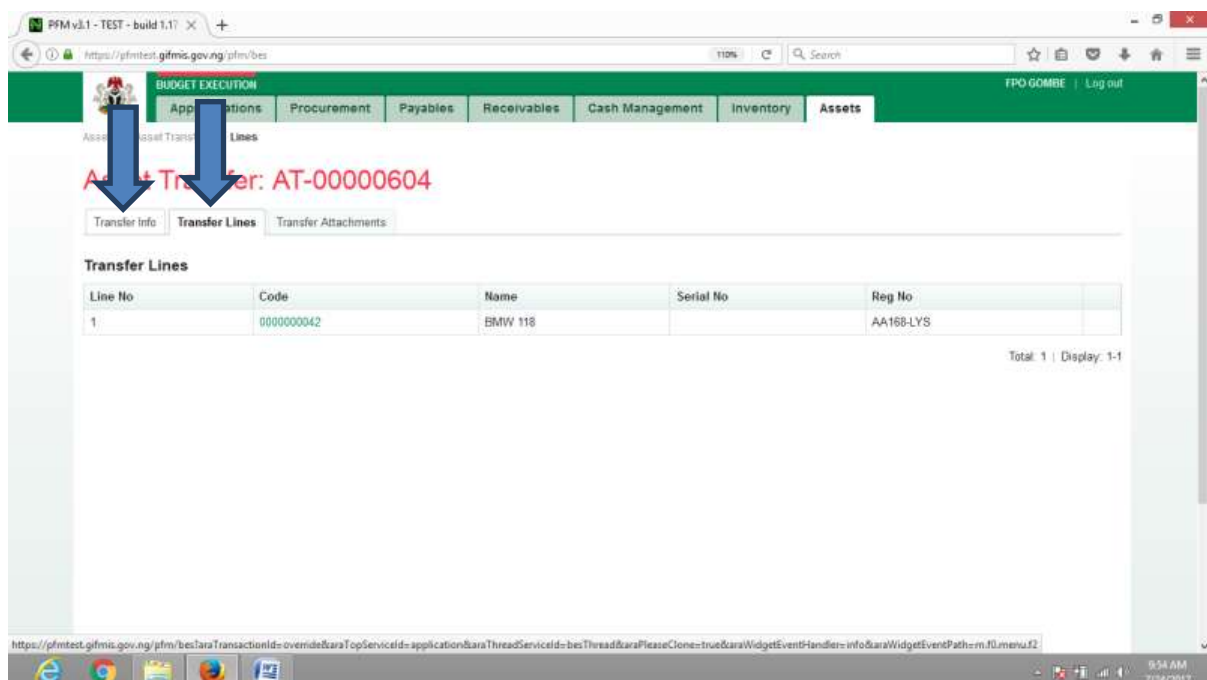 PFM v3.1 - TEST - build 1.17
https://pfmtest.gifmis.gov.ng/pfm/bes
110%
Search
BUDGET EXECUTION
FPO GOMBE | Log out
Procurement Payables Receivables Cash Management Inventory Assets
Lines
AT-00000604
Transfer Info Transfer Lines Transfer Attachments
Transfer Lines
Line No Code Name Serial No Reg No
1 0000000042 BMW 118 AA168-LYS
Total: 1 | Display: 1-1
https://pfmtest.gifmis.gov.ng/pfm/bes?araTransactionId=override&araTopServiceId=application&araThreadServiceId=besThread&araPleaseClone=true&araWidgetEventHandler=info&araWidgetEventPath=m.f0.menu.f2
9:54 AM